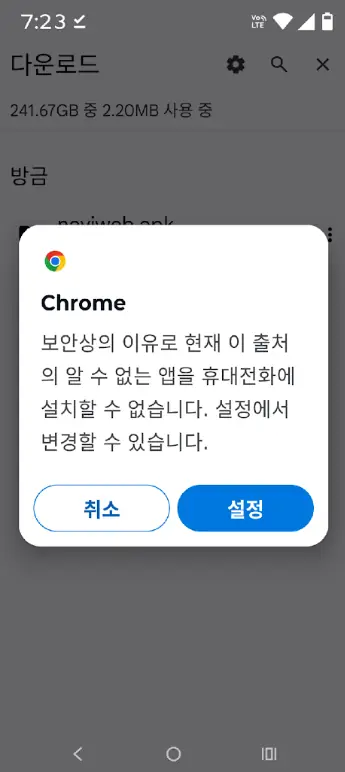 7:23
VoLTE
다운로드
241.67GB 중 2.20MB 사용 중
방금
naviweb.apk
Chrome
보안상의 이유로 현재 이 출처
의 알 수 없는 앱을 휴대전화에
설치할 수 없습니다. 설정에서
변경할 수 있습니다.
취소
설정